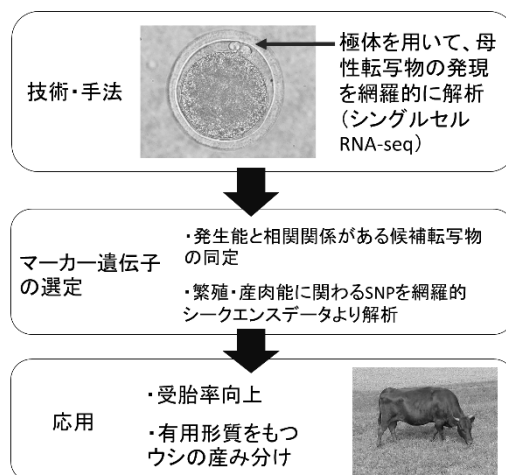 技術・手法
極体を用いて、母
性転写物の発現
を網羅的に解析
(シングルセル
RNA-seq)
マーカー遺伝子
の選定
・発生能と相関関係がある候補転写物
の同定
・繁殖・産肉能に関わるSNPを網羅的
シークエンスデータより解析
応用
・受胎率向上
・有用形質をもつ
ウシの産み分け